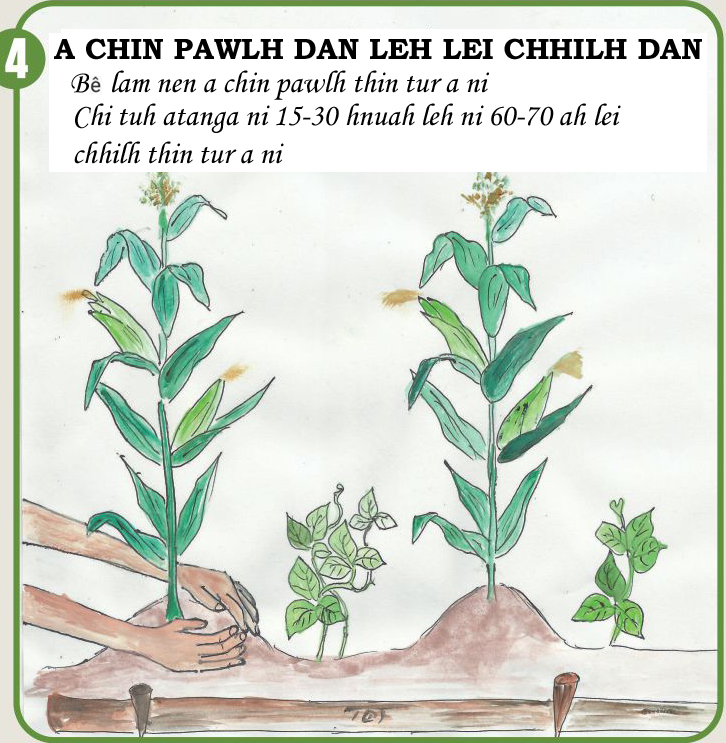 4
A CHIN PAWLH DAN LEH LEI CHHILH DAN
Bê lam nen a chin pawlh thin tur a ni
Chi tuh atanga ni 15-30 hnuah leh ni 60-70 ah lei
chhilh thin tur a ni